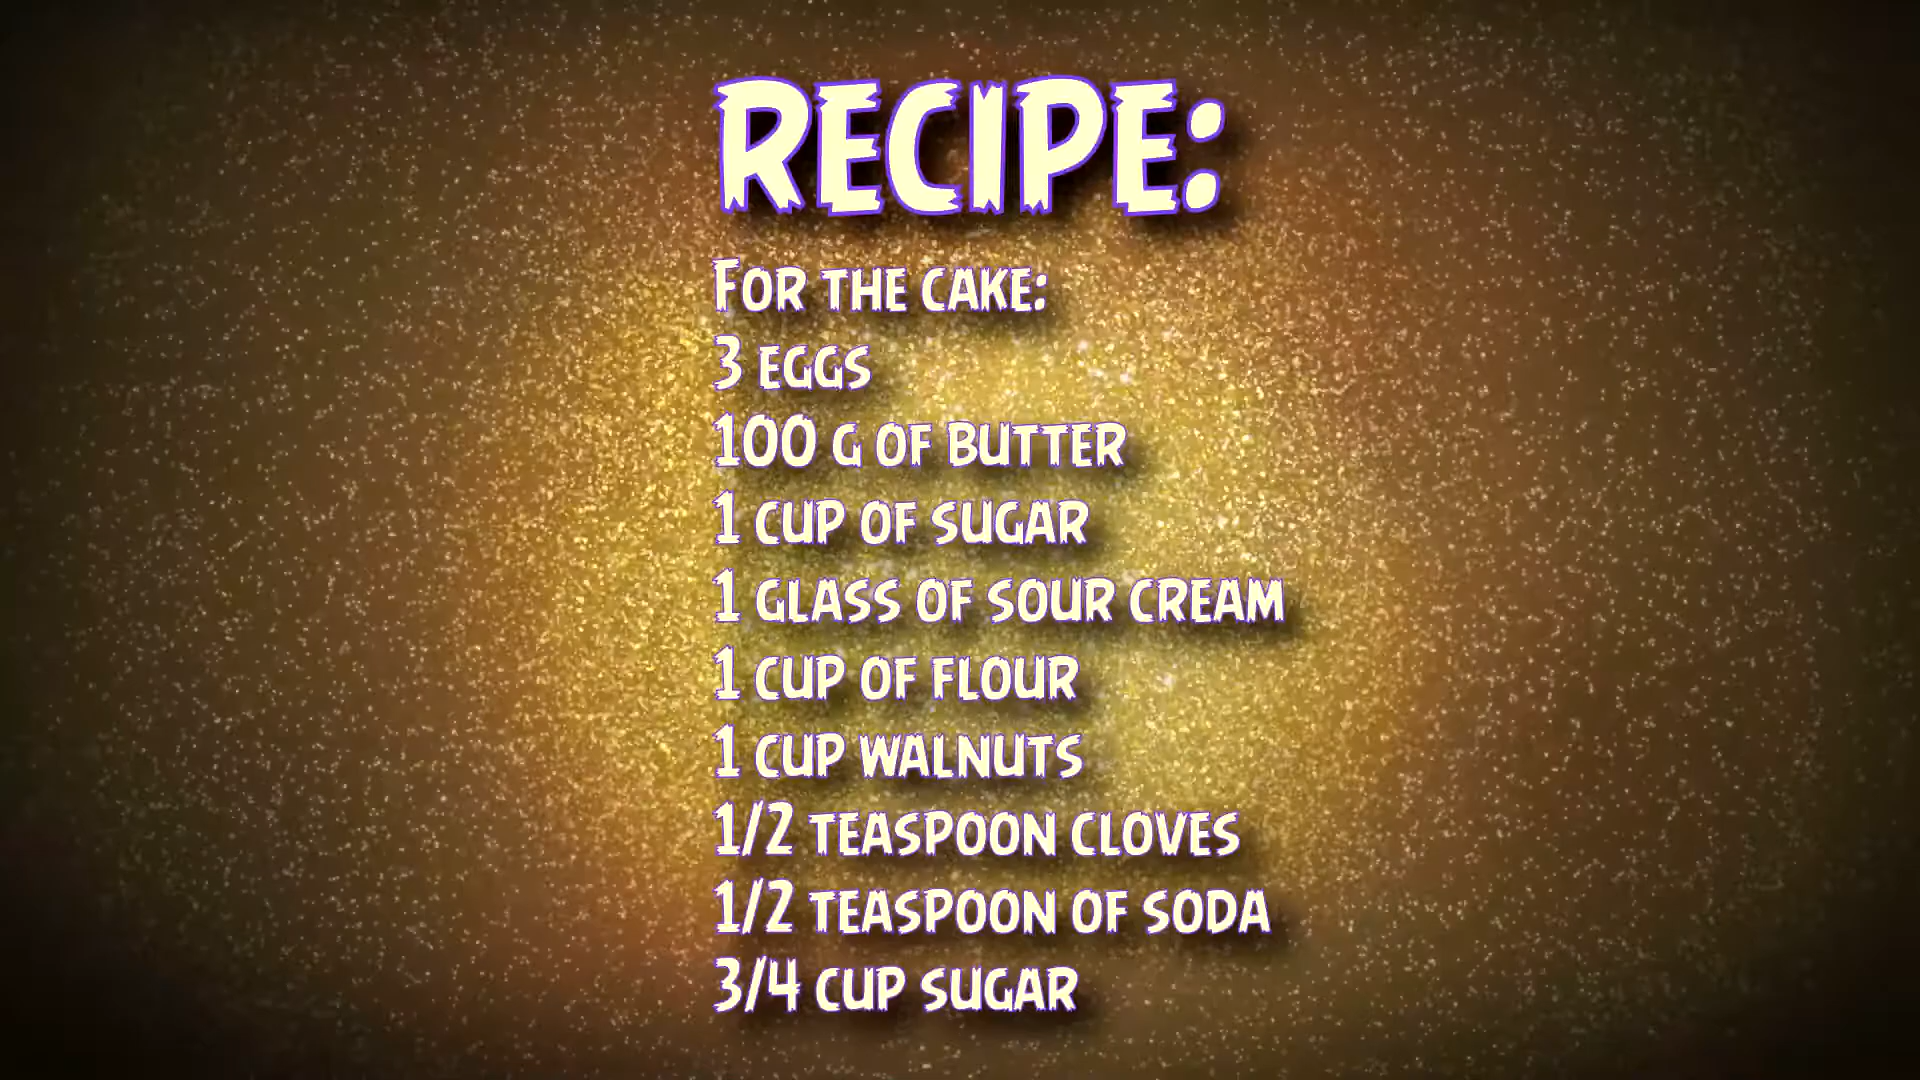 RECIPE:
For the cake:
3 eggs
100 g of butter
1 cup of sugar
1 glass of sour cream
1 cup of flour
1 cup walnuts
1/2 teaspoon cloves
1/2 teaspoon of soda
3/4 cup sugar